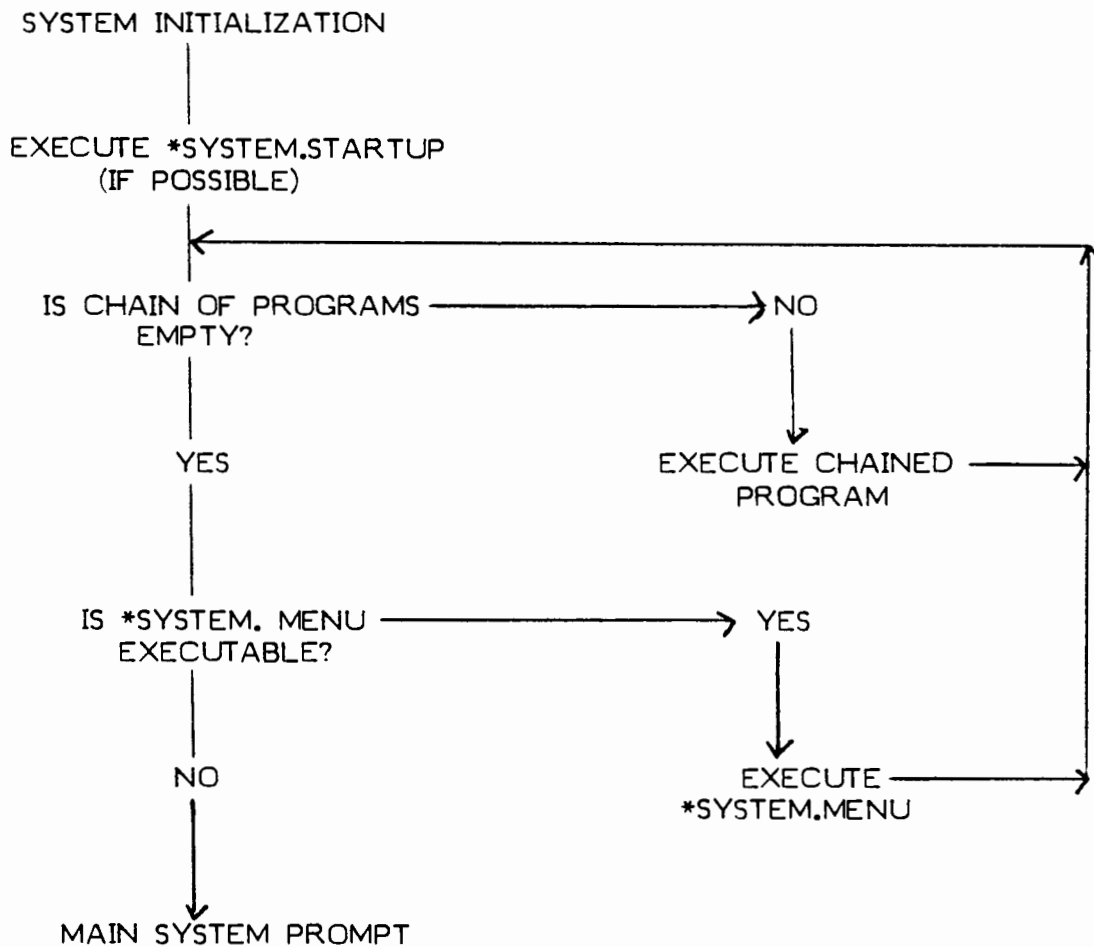 SYSTEM INITIALIZATION
EXECUTE *SYSTEM.STARTUP
(IF POSSIBLE)
IS CHAIN OF PROGRAMS
EMPTY?
NO
YES
EXECUTE CHAINED
PROGRAM
IS *SYSTEM. MENU
EXECUTABLE?
YES
NO
EXECUTE
*SYSTEM.MENU
MAIN SYSTEM PROMPT